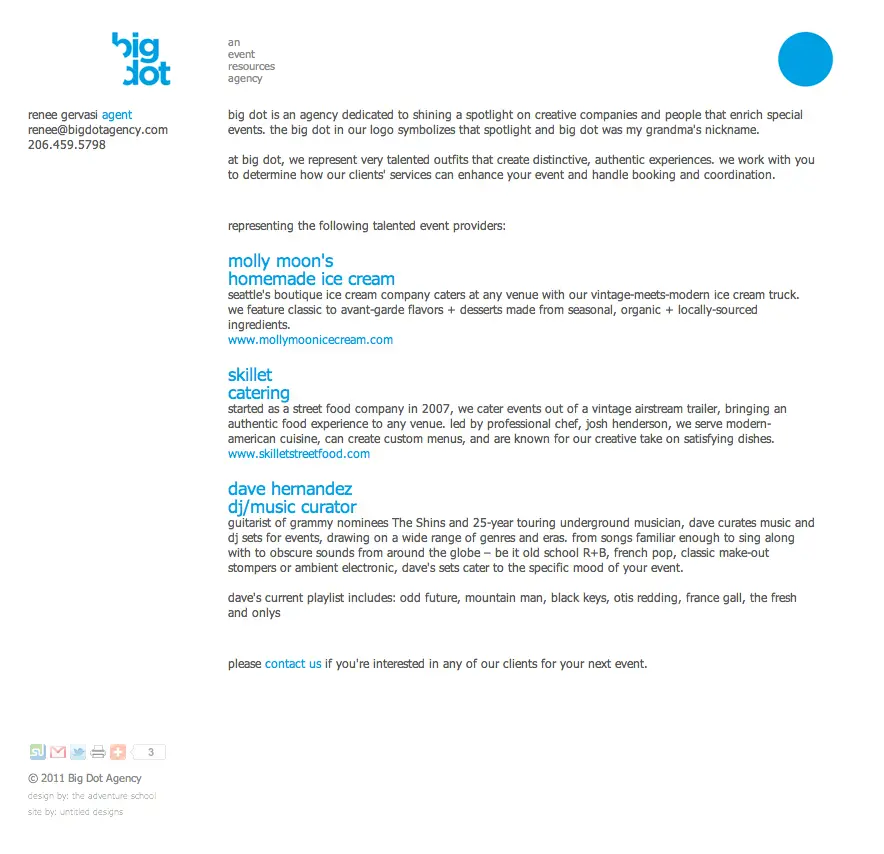 big
dot
an
event
resources
agency
renee gervasi agent
renee@bigdotagency.com
206.459.5798
big dot is an agency dedicated to shining a spotlight on creative companies and people that enrich special
events. the big dot in our logo symbolizes that spotlight and big dot was my grandma's nickname.
at big dot, we represent very talented outfits that create distinctive, authentic experiences. we work with you
to determine how our clients' services can enhance your event and handle booking and coordination.
representing the following talented event providers:
molly moon's
homemade ice cream
seattle's boutique ice cream company caters at any venue with our vintage-meets-modern ice cream truck.
we feature classic to avant-garde flavors + desserts made from seasonal, organic + locally-sourced
ingredients.
www.mollymoonicecream.com
skillet
catering
started as a street food company in 2007, we cater events out of a vintage airstream trailer, bringing an
authentic food experience to any venue. led by professional chef, josh henderson, we serve modern-
american cuisine, can create custom menus, and are known for our creative take on satisfying dishes.
www.skilletstreetfood.com
dave hernandez
dj/music curator
guitarist of grammy nominees The Shins and 25-year touring underground musician, dave curates music and
dj sets for events, drawing on a wide range of genres and eras. from songs familiar enough to sing along
with to obscure sounds from around the globe – be it old school R+B, french pop, classic make-out
stompers or ambient electronic, dave's sets cater to the specific mood of your event.
dave's current playlist includes: odd future, mountain man, black keys, otis redding, france gall, the fresh
and onlys
please contact us if you're interested in any of our clients for your next event.
3
© 2011 Big Dot Agency
design by: the adventure school
site by: untitled designs